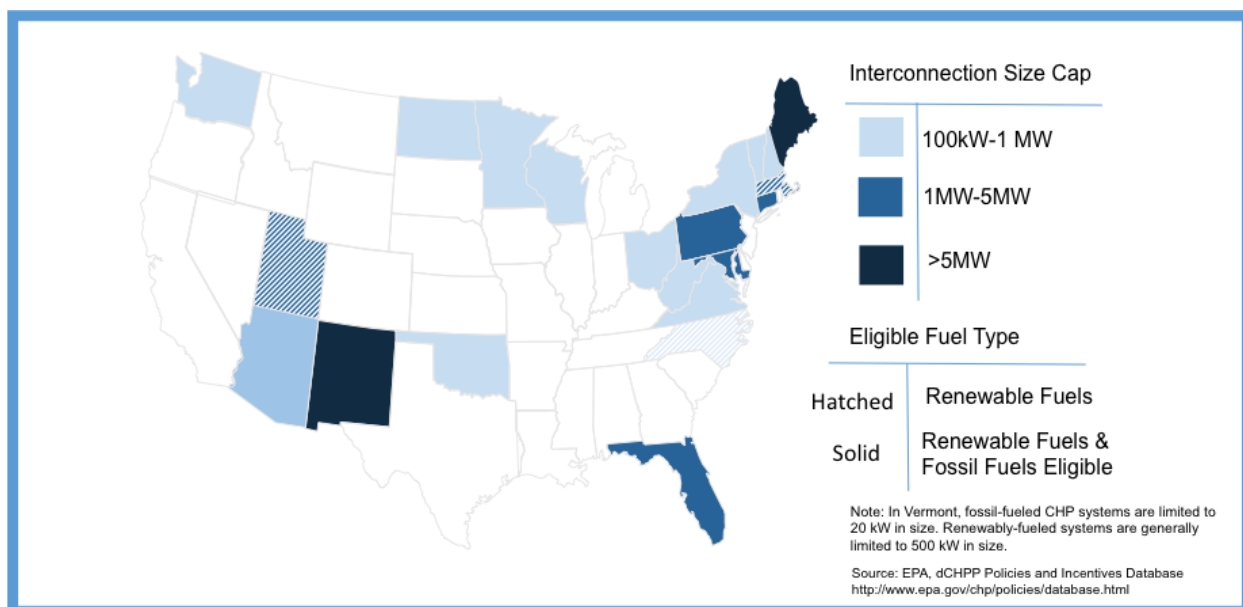 Interconnection Size Cap
100kW-1 MW
1MW-5MW
>5MW
Eligible Fuel Type
Hatched
Renewable Fuels
Solid
Renewable Fuels &
Fossil Fuels Eligible
Note: In Vermont, fossil-fueled CHP systems are limited to
20 kW in size. Renewably-fueled systems are generally
limited to 500 kW in size.
Source: EPA, dCHPP Policies and Incentives Database
http://www.epa.gov/chp/policies/database.html